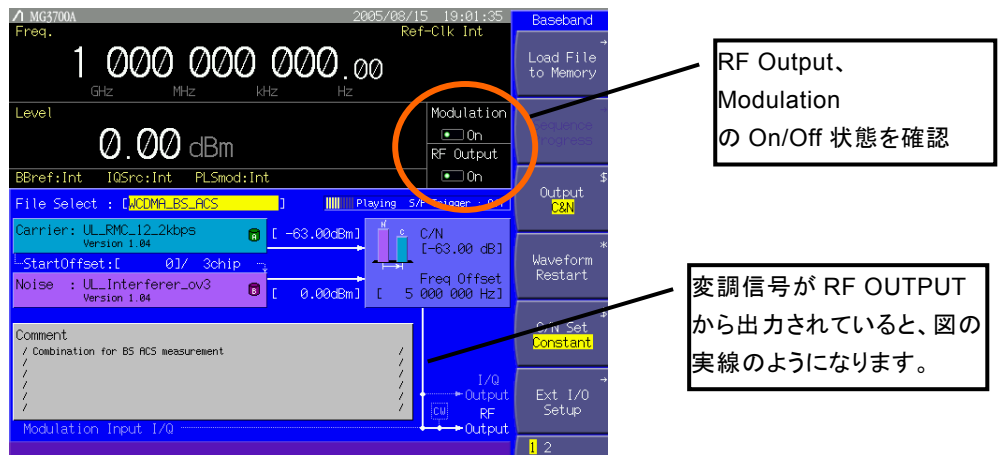 MG3700A 2005/08/15 19:01:35
Freq. Ref-Clk Int
1 000 000 000.00
GHz MHz kHz Hz
Level
0.00 dBm
Modulation
On
RF Output
On
BBref:Int IQSrc:Int PLSmod:Int
File Select : [WCDMA_BS_ACS ] Playing S/F Trigger : Off
Carrier: UL_RMC_12_2kbps A [ -63.00dBm]
Version 1.04
StartOffset:[ 0]/ 3chip
Noise : UL_Interferer_ov3 B [ 0.00dBm]
Version 1.04
N C C/N
[-63.00 dB]
Freq Offset
[ 5 000 000 Hz]
Comment
/ Combination for BS ACS measurement /
/ /
/ /
/ /
/ /
/ /
I/Q
Output
CW RF
Output
Modulation Input I/Q
Baseband
Load File
to Memory
Sequence
Progress
Output
C&N
Waveform
Restart
C/N Set
Constant
Ext I/O
Setup
1 2
RF Output、
Modulation
の On/Off 状態を確認
変調信号が RF OUTPUT
から出力されていると、図の
実線のようになります。